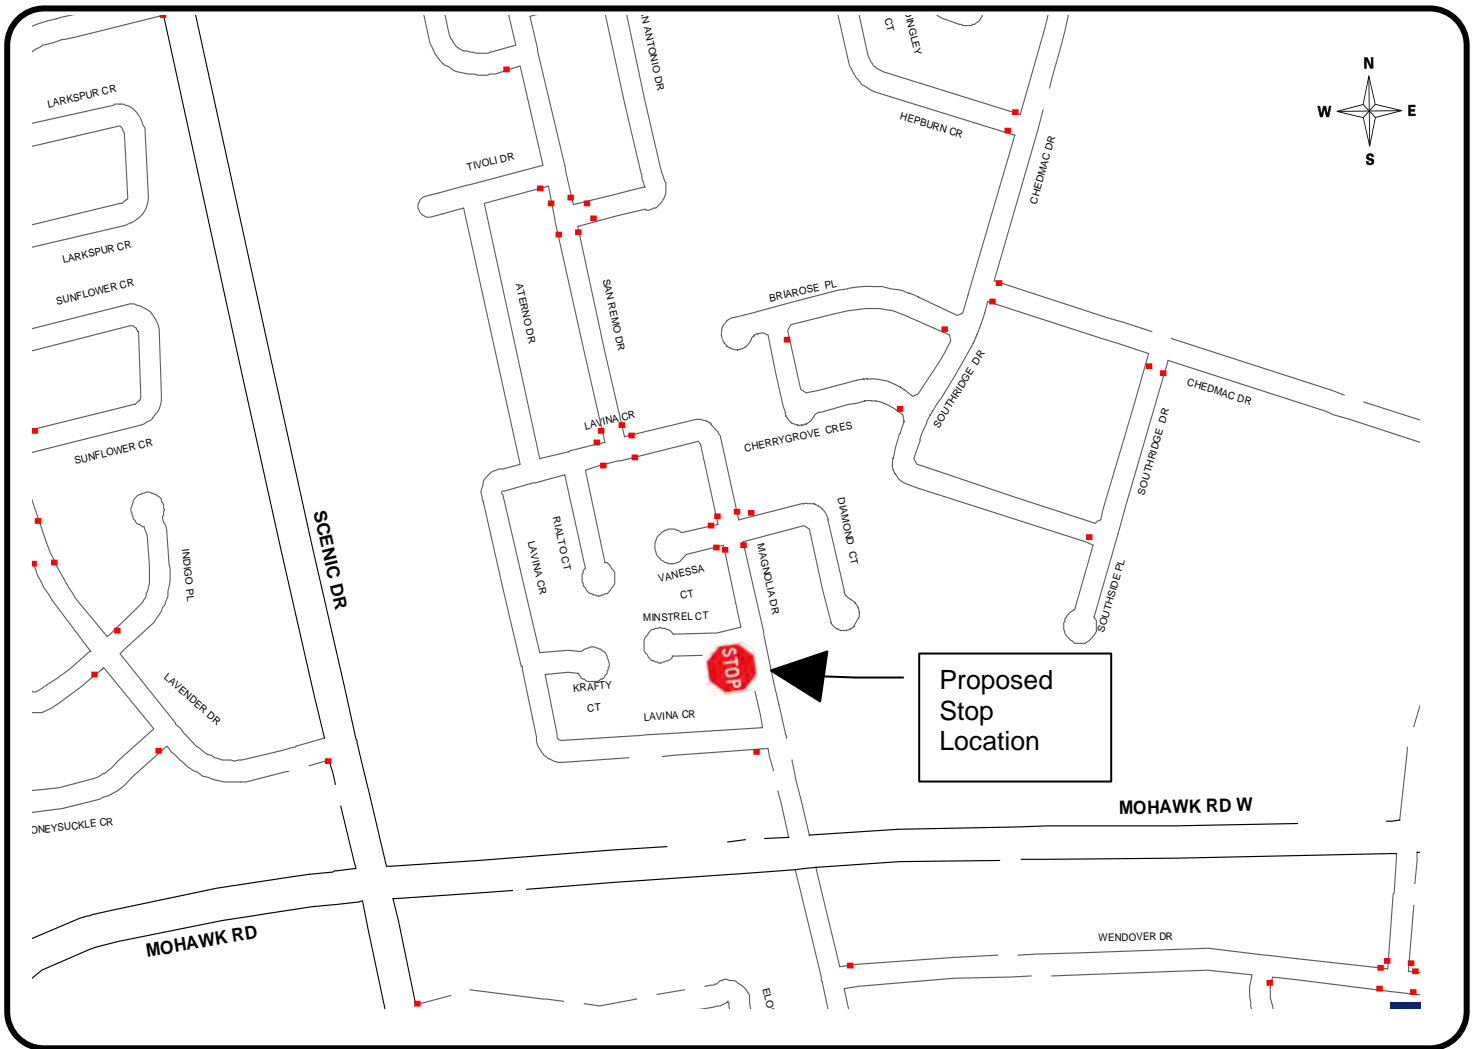 DINGLEY
CT
N ANTONIO DR
N
W E
S
LARKSPUR CR
HEPBURN CR
TIVOLI DR
CHEDMAC DR
LARKSPUR CR
SUNFLOWER CR
BRIAROSE PL
ATERNO DR
SAN REMO DR
SOUTHRIDGE DR
CHEDMAC DR
LAVINA CR
CHERRYGROVE CRES
SUNFLOWER CR
SOUTHRIDGE DR
SCENIC DR
INDIGO PL
RIALTO CT
LAVINA CR
DIAMOND CT
VANESSA
CT
MAGNOLIA DR
MINSTREL CT
SOUTHSIDE PL
STOP
Proposed
Stop
Location
KRAFTY
CT
LAVENDER DR
LAVINA CR
MOHAWK RD W
ONEYSUCKLE CR
MOHAWK RD
WENDOVER DR